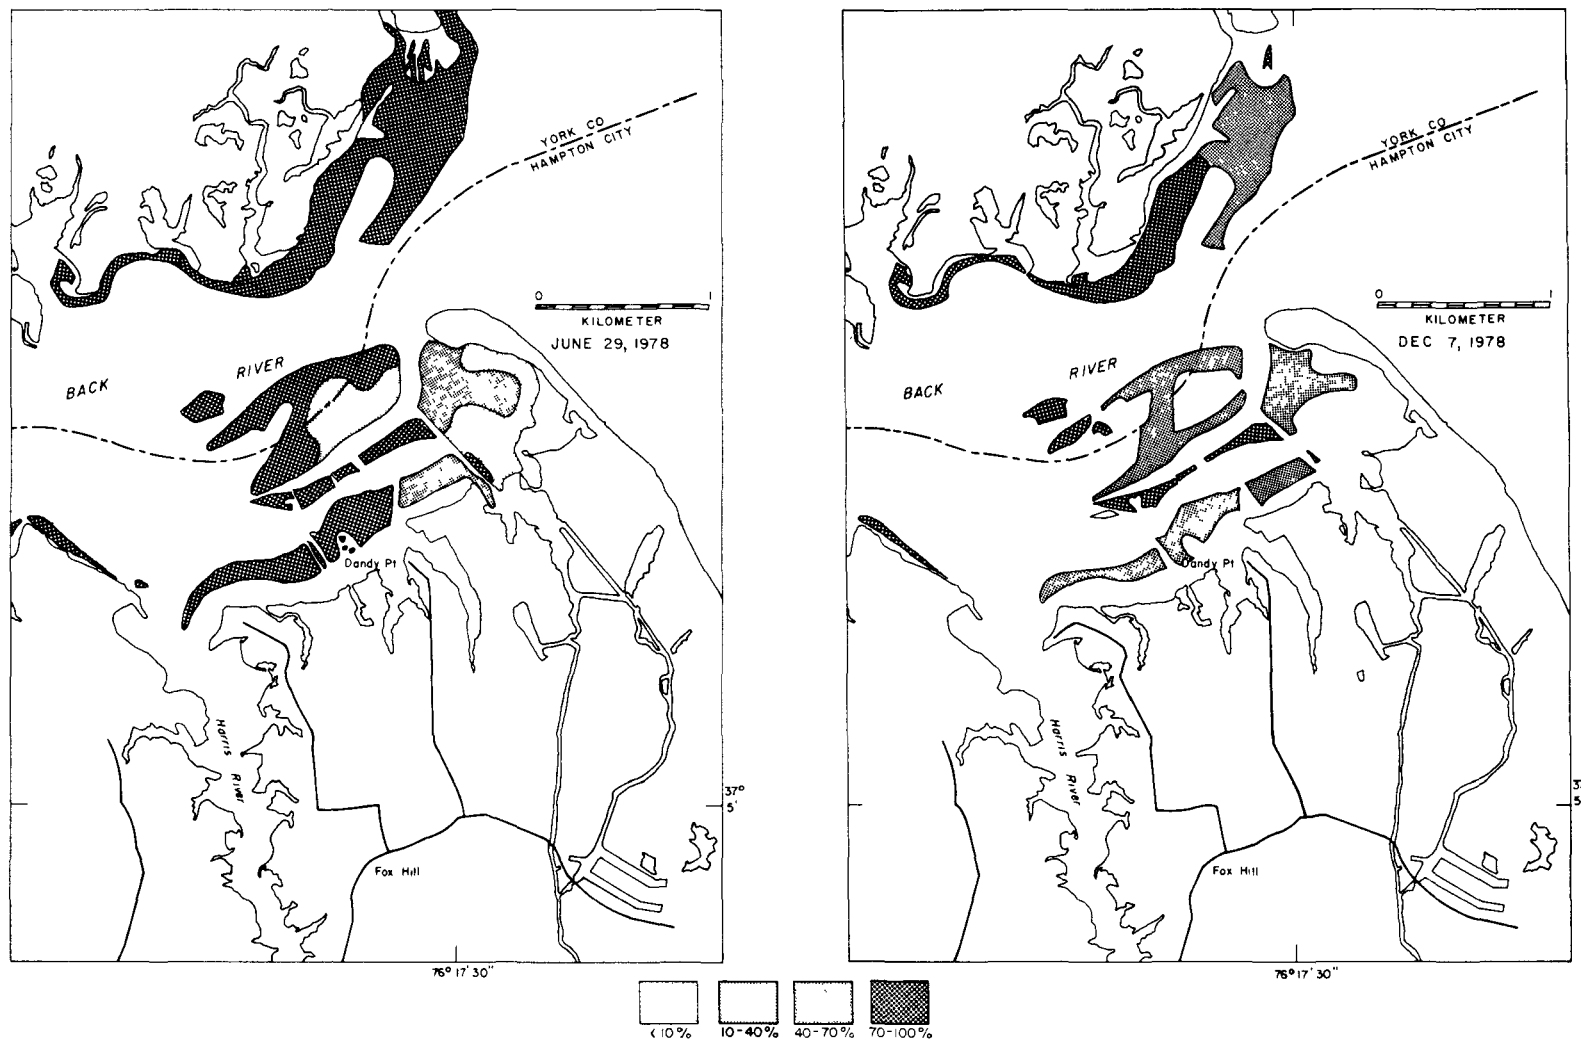 YORK CO
HAMPTON CITY
0 1
KILOMETER
JUNE 29, 1978
BACK RIVER
Dandy Pt
Harris River
37°
5'
Fox Hill
76° 17' 30"
YORK CO
HAMPTON CITY
0 1
KILOMETER
DEC 7, 1978
BACK RIVER
Dandy Pt
Harris River
Fox Hill
76° 17' 30"
<10% 10-40% 40-70% 70-100%